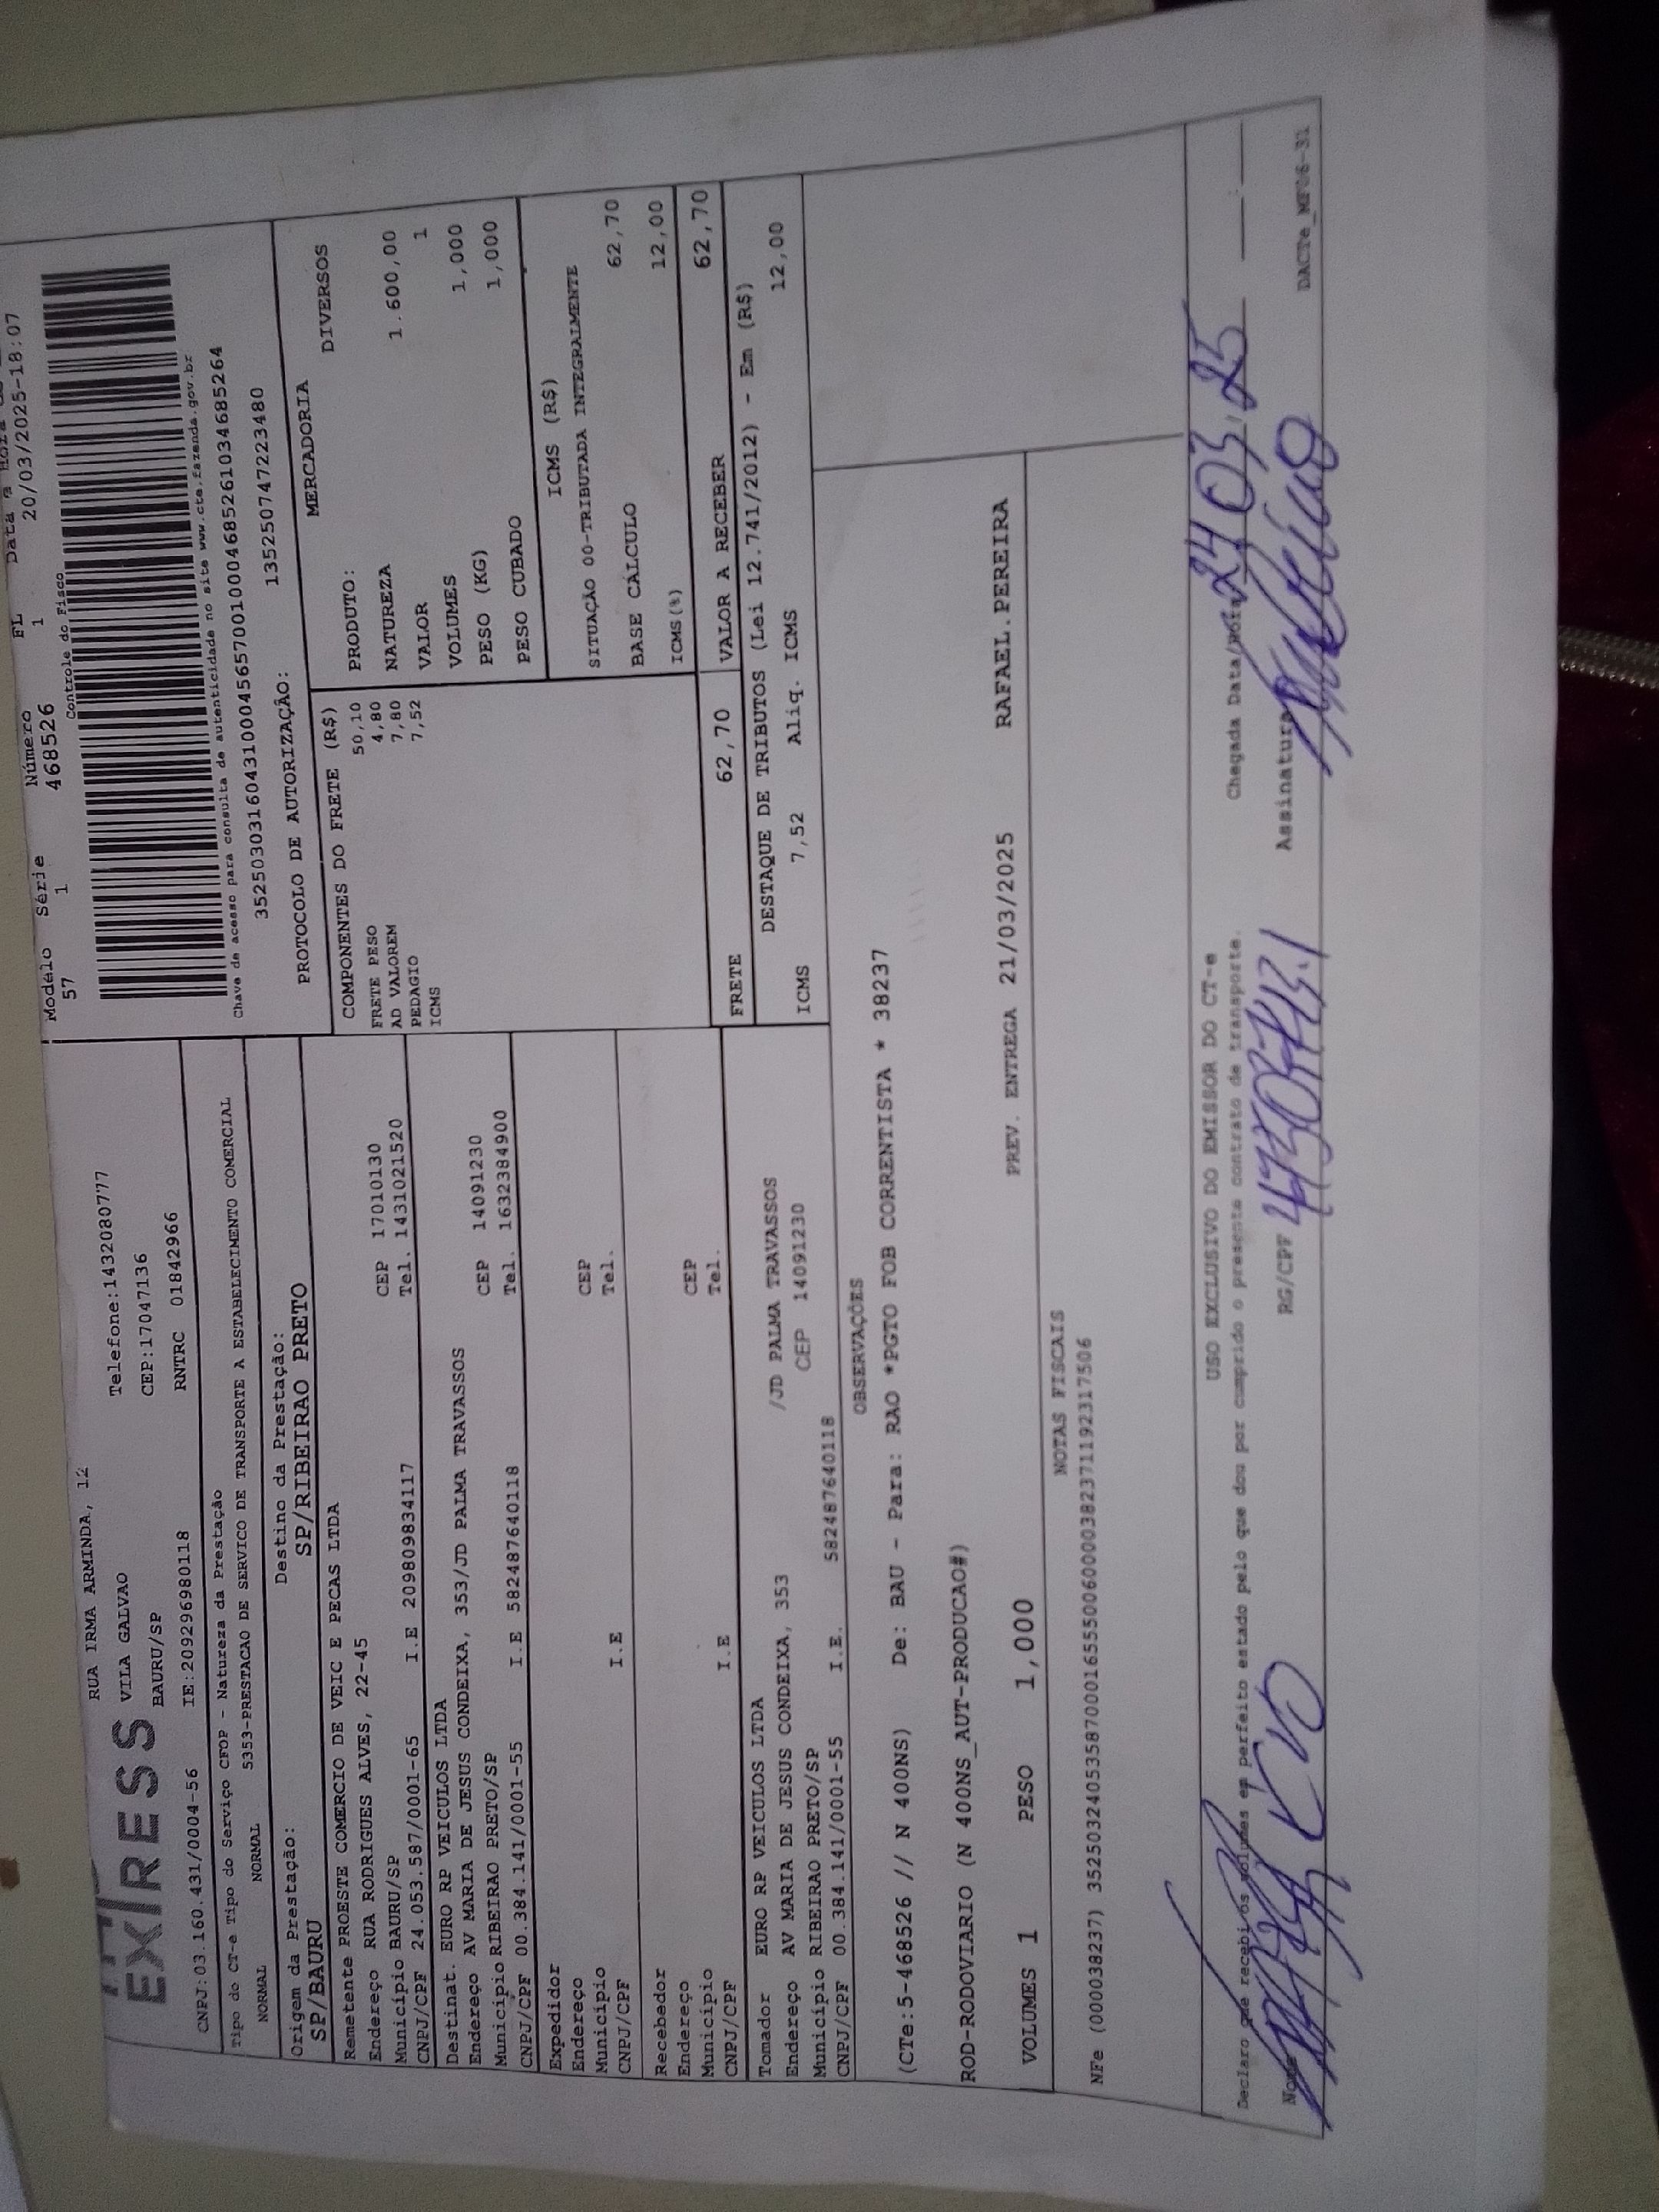 EXPRESS
RUA IRMA ARMINDA, 12
VILA GALVAO
Telefone:1432080777
BAURU/SP
CEP:17047136
CNPJ:03.160.431/0004-56 IE:209296980118 RNTRC 01842966
Modelo Série Número FL Data
57 1 468526 1 20/03/2025-18:07
Controle do Fisco
Chave de acesso para consulta de autenticidade no site www.cte.fazenda.gov.br
35250303160431000456570010004685261034685264
PROTOCOLO DE AUTORIZAÇÃO: 135250747223480
Tipo do CT-e Tipo do Serviço CFOP - Natureza da Prestação
NORMAL NORMAL 5353-PRESTACAO DE SERVICO DE TRANSPORTE A ESTABELECIMENTO COMERCIAL
Origem da Prestação: Destino da Prestação:
SP/BAURU SP/RIBEIRAO PRETO
Remetente PROESTE COMERCIO DE VEIC E PECAS LTDA
Endereço RUA RODRIGUES ALVES, 22-45 CEP 17010130
Município BAURU/SP Tel. 1431021520
CNPJ/CPF 24.053.587/0001-65 I.E 209809834117
Destinat. EURO RP VEICULOS LTDA
Endereço AV MARIA DE JESUS CONDEIXA, 353/JD PALMA TRAVASSOS CEP 14091230
Município RIBEIRAO PRETO/SP Tel. 1632384900
CNPJ/CPF 00.384.141/0001-55 I.E 582487640118
Expedidor
Endereço CEP
Município Tel.
CNPJ/CPF I.E
Recebedor
Endereço CEP
Município Tel.
CNPJ/CPF I.E
Tomador EURO RP VEICULOS LTDA
Endereço AV MARIA DE JESUS CONDEIXA, 353 /JD PALMA TRAVASSOS
Município RIBEIRAO PRETO/SP CEP 14091230
CNPJ/CPF 00.384.141/0001-55 I.E. 582487640118
COMPONENTES DO FRETE (R$)
FRETE PESO 50,10
AD VALOREM 4,80
PEDAGIO 7,80
ICMS 7,52
FRETE 62,70
MERCADORIA
PRODUTO: DIVERSOS
NATUREZA
VALOR 1.600,00
VOLUMES 1
PESO (KG) 1,000
PESO CUBADO 1,000
ICMS (R$)
SITUAÇÃO 00-TRIBUTADA INTEGRALMENTE
BASE CÁLCULO 62,70
ICMS(%) 12,00
VALOR A RECEBER 62,70
DESTAQUE DE TRIBUTOS (Lei 12.741/2012) - Em (R$)
ICMS 7,52 Aliq. ICMS 12,00
OBSERVAÇÕES
(CTe:5-468526 // N 400NS) De: BAU - Para: RAO *PGTO FOB CORRENTISTA * 38237
ROD-RODOVIARIO (N 400NS_AUT-PRODUCAO#)
VOLUMES 1 PESO 1,000 PREV. ENTREGA 21/03/2025 RAFAEL.PEREIRA
NOTAS FISCAIS
NFe (000038237) 35250324053587000165550060000382371192317506
USO EXCLUSIVO DO EMISSOR DO CT-e
Declaro que recebi os volumes em perfeito estado pelo que dou por cumprido o presente contrato de transporte.
Chegada Data/Hora 24/03/25
Nome RG/CPF Assinatura
DACTe_MF06-31